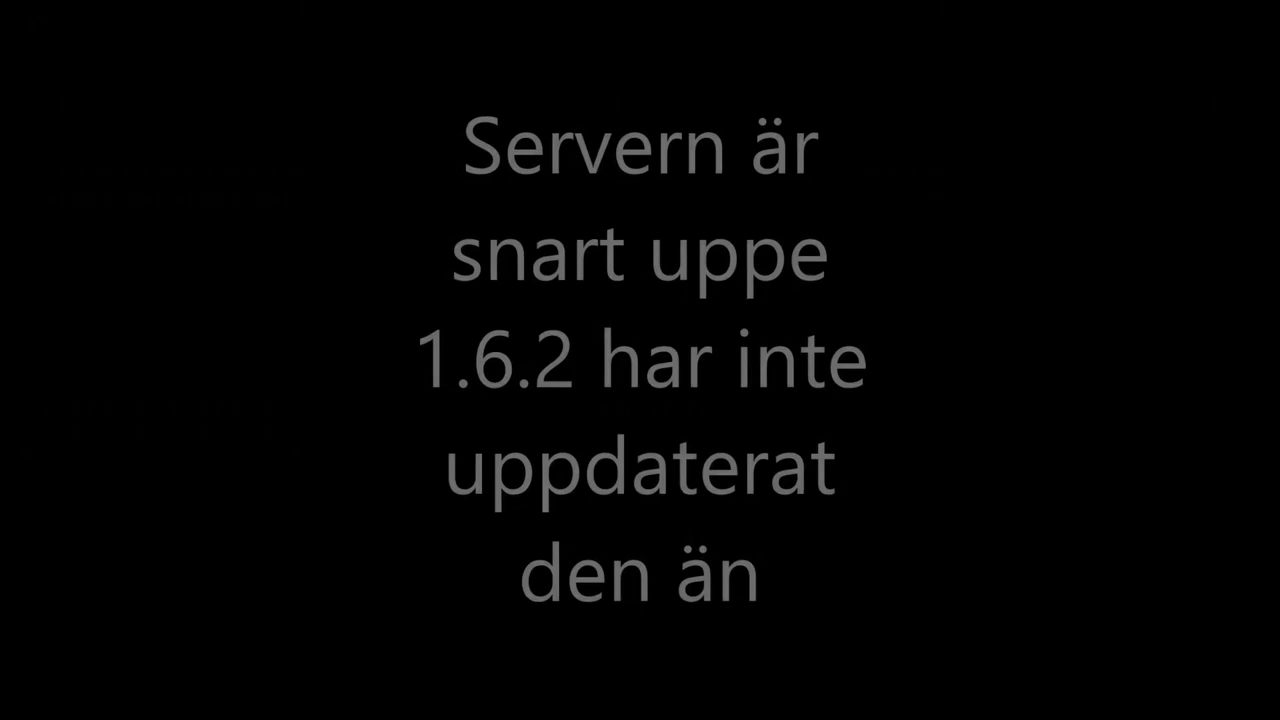 Servern är
snart uppe
1.6.2 har inte
uppdaterat
den än